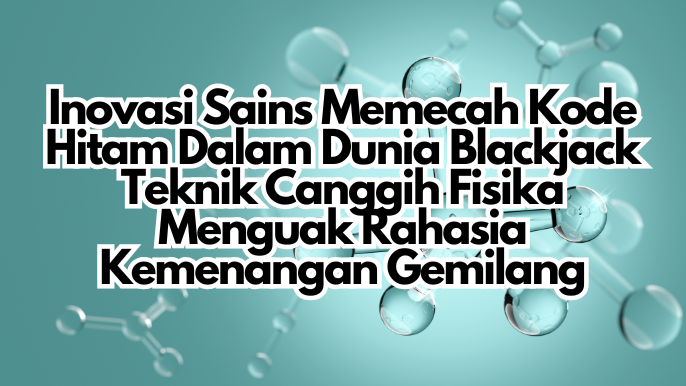 Inovasi Sains Memecah Kode
Hitam Dalam Dunia Blackjack
Teknik Canggih Fisika
Menguak Rahasia
Kemenangan Gemilang